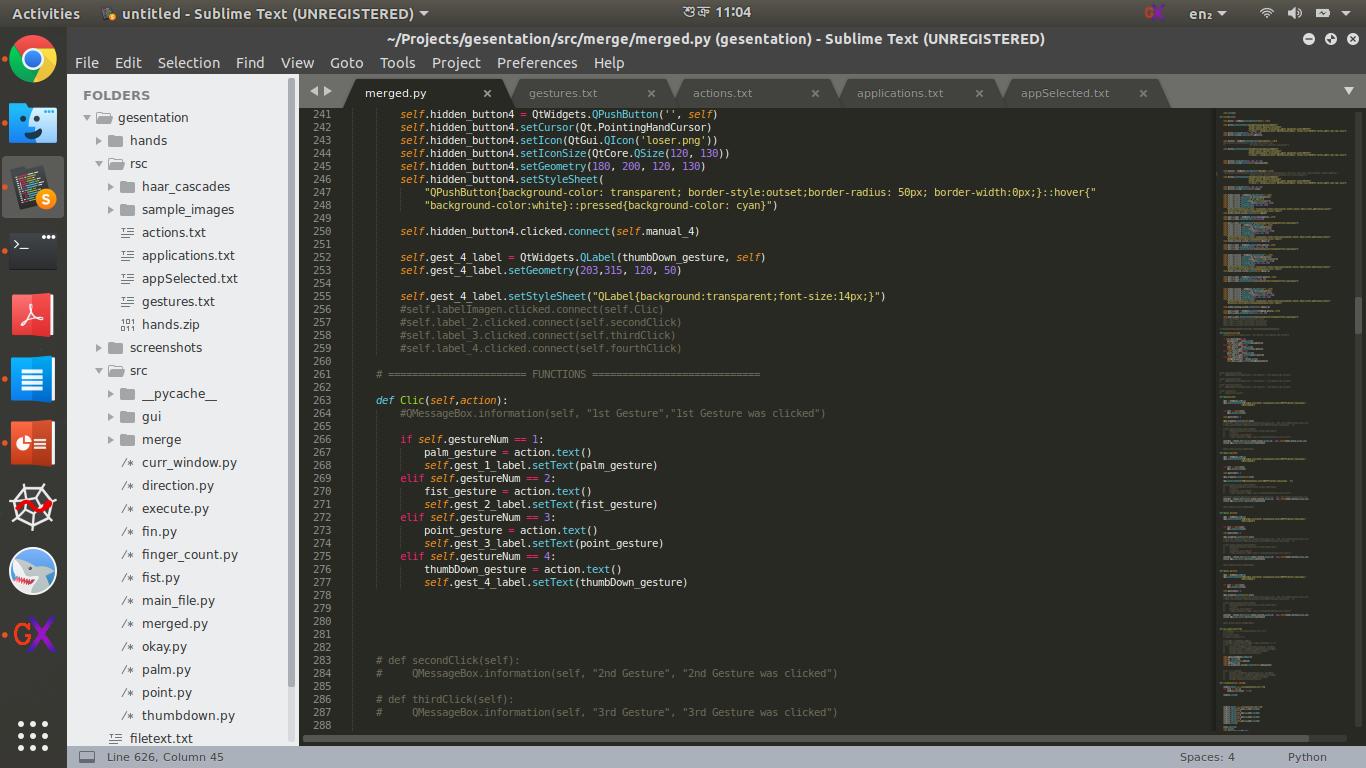 Activities
untitled - Sublime Text (UNREGISTERED)
শুক্র 11:04
en₂
~/Projects/gesentation/src/merge/merged.py (gesentation) - Sublime Text (UNREGISTERED)
File Edit Selection Find View Goto Tools Project Preferences Help
FOLDERS
gesentation
hands
rsc
haar_cascades
sample_images
actions.txt
applications.txt
appSelected.txt
gestures.txt
hands.zip
screenshots
src
__pycache__
gui
merge
curr_window.py
direction.py
execute.py
fin.py
finger_count.py
fist.py
main_file.py
merged.py
okay.py
palm.py
point.py
thumbdown.py
filetext.txt
merged.py gestures.txt actions.txt applications.txt appSelected.txt
241 self.hidden_button4 = QtWidgets.QPushButton('', self)
242 self.hidden_button4.setCursor(Qt.PointingHandCursor)
243 self.hidden_button4.setIcon(QtGui.QIcon('loser.png'))
244 self.hidden_button4.setIconSize(QtCore.QSize(120, 130))
245 self.hidden_button4.setGeometry(180, 200, 120, 130)
246 self.hidden_button4.setStyleSheet(
247 "QPushButton{background-color: transparent; border-style:outset;border-radius: 50px; border-width:0px;}::hover{"
248 "background-color:white}::pressed{background-color: cyan}")
249
250 self.hidden_button4.clicked.connect(self.manual_4)
251
252 self.gest_4_label = QtWidgets.QLabel(thumbDown_gesture, self)
253 self.gest_4_label.setGeometry(203,315, 120, 50)
254
255 self.gest_4_label.setStyleSheet("QLabel{background:transparent;font-size:14px;}")
256 #self.labelImagen.clicked.connect(self.Clic)
257 #self.label_2.clicked.connect(self.secondClick)
258 #self.label_3.clicked.connect(self.thirdClick)
259 #self.label_4.clicked.connect(self.fourthClick)
260
261 # ======================= FUNCTIONS ============================
262
263 def Clic(self,action):
264 #QMessageBox.information(self, "1st Gesture","1st Gesture was clicked")
265
266 if self.gestureNum == 1:
267 palm_gesture = action.text()
268 self.gest_1_label.setText(palm_gesture)
269 elif self.gestureNum == 2:
270 fist_gesture = action.text()
271 self.gest_2_label.setText(fist_gesture)
272 elif self.gestureNum == 3:
273 point_gesture = action.text()
274 self.gest_3_label.setText(point_gesture)
275 elif self.gestureNum == 4:
276 thumbDown_gesture = action.text()
277 self.gest_4_label.setText(thumbDown_gesture)
278
279
280
281
282
283 # def secondClick(self):
284 # QMessageBox.information(self, "2nd Gesture", "2nd Gesture was clicked")
285
286 # def thirdClick(self):
287 # QMessageBox.information(self, "3rd Gesture", "3rd Gesture was clicked")
288
Line 626, Column 45
Spaces: 4
Python